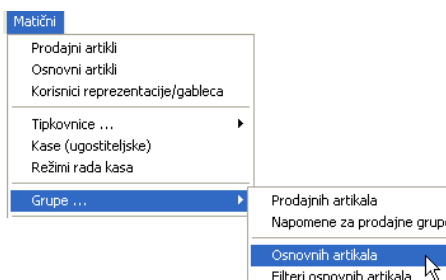 Matični
Prodajni artikli
Osnovni artikli
Korisnici reprezentacije/gableca
Tipkovnice ...
Kase (ugostiteljske)
Režimi rada kasa
Grupe ...
Prodajnih artikala
Napomene za prodajne grupe
Osnovnih artikala
Filteri osnovnih artikala